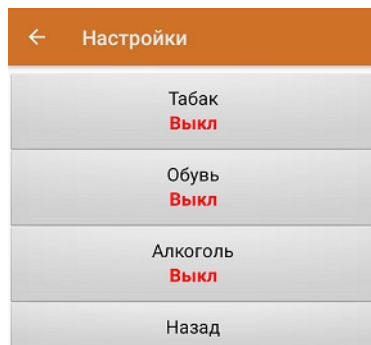 Настройки
Табак
Выкл
Обувь
Выкл
Алкоголь
Выкл
Назад